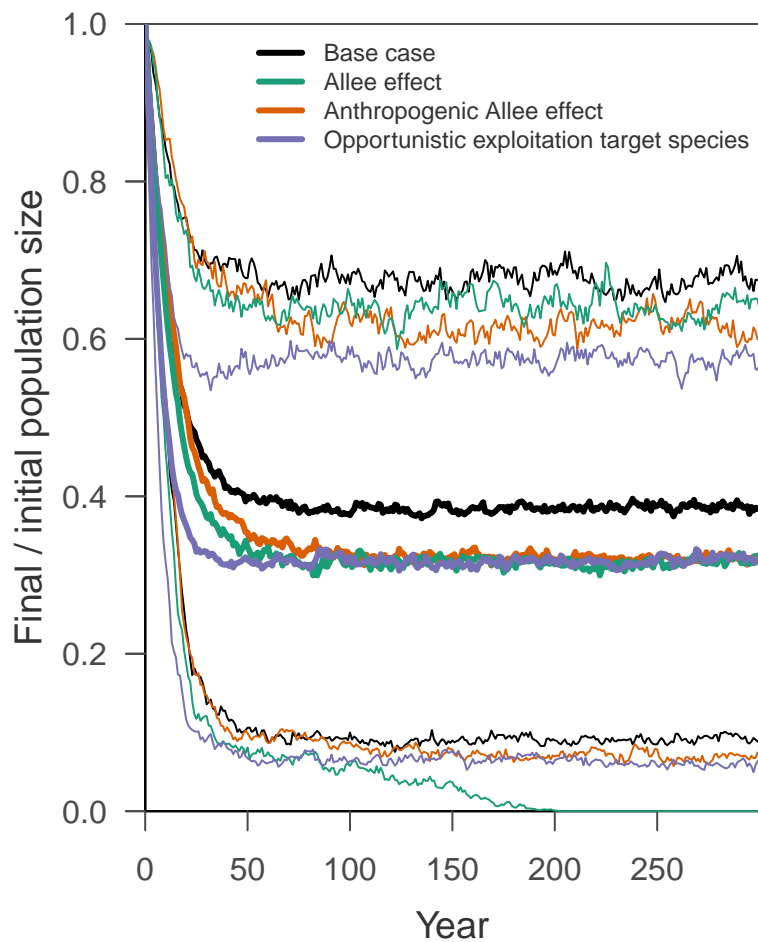 Base case
Allee effect
Anthropogenic Allee effect
Opportunistic exploitation target species
Final / initial population size
1.0
0.8
0.6
0.4
0.2
0.0
0 50 100 150 200 250
Year